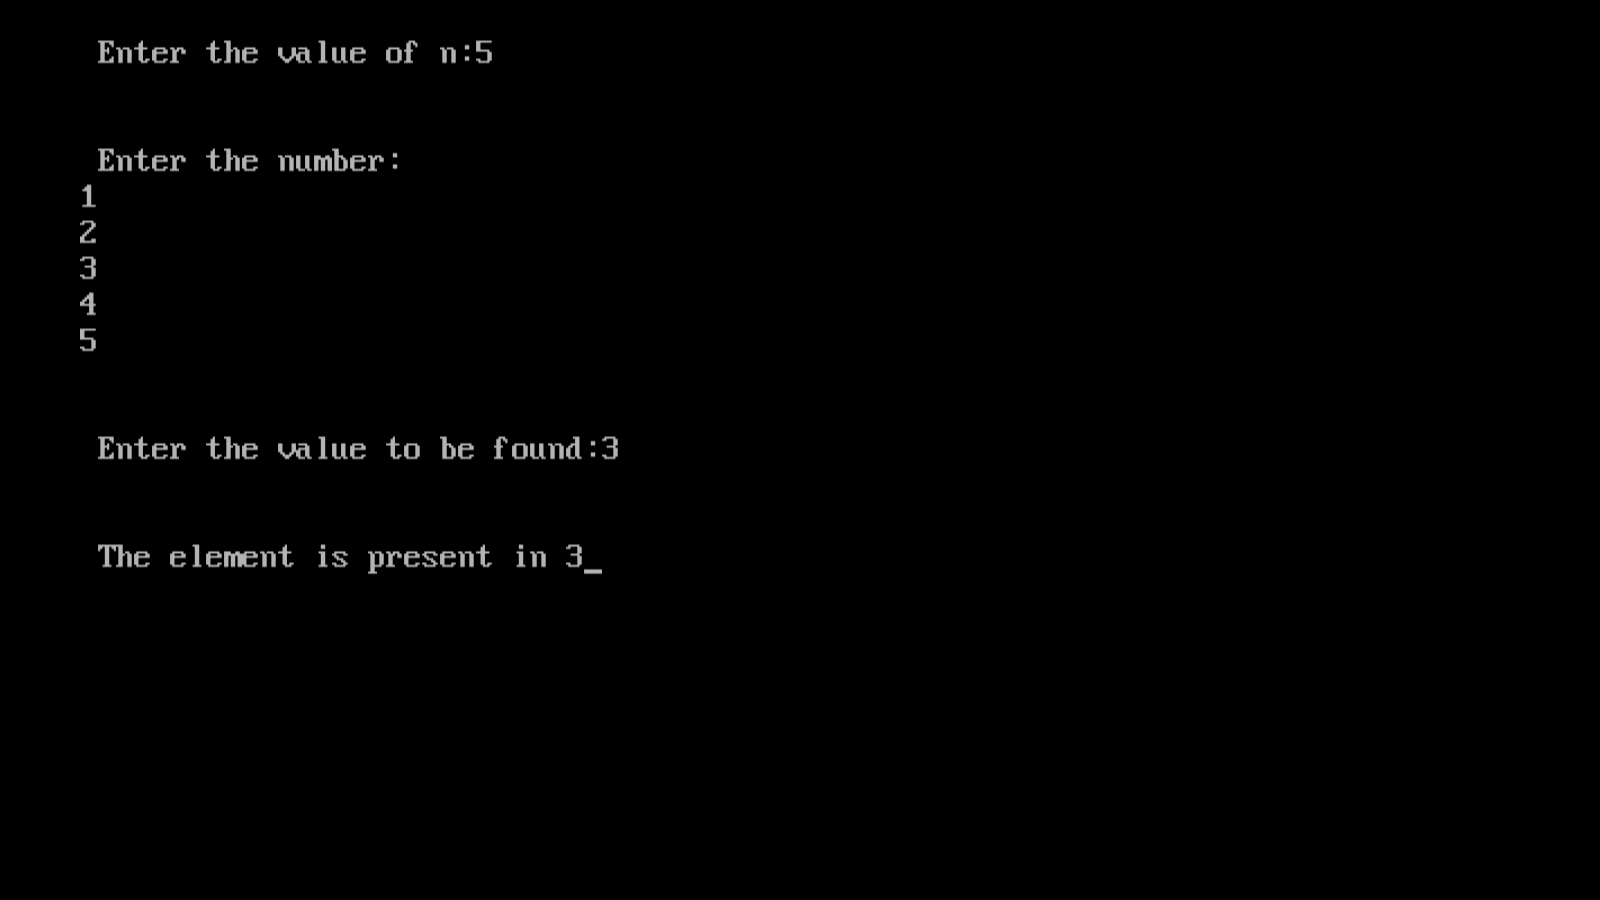 Enter the value of n:5
Enter the number:
1
2
3
4
5
Enter the value to be found:3
The element is present in 3_